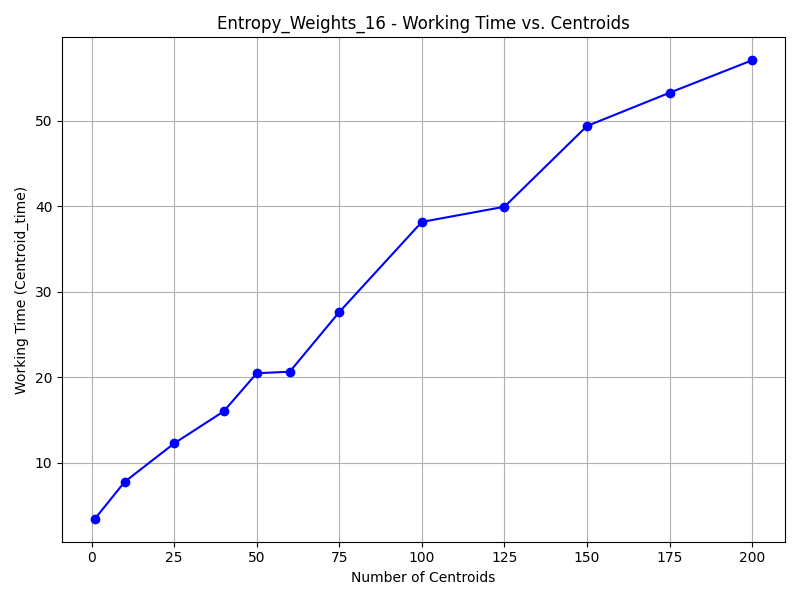 Entropy_Weights_16 - Working Time vs. Centroids
Working Time (Centroid_time)
50
40
30
20
10
0 25 50 75 100 125 150 175 200
Number of Centroids